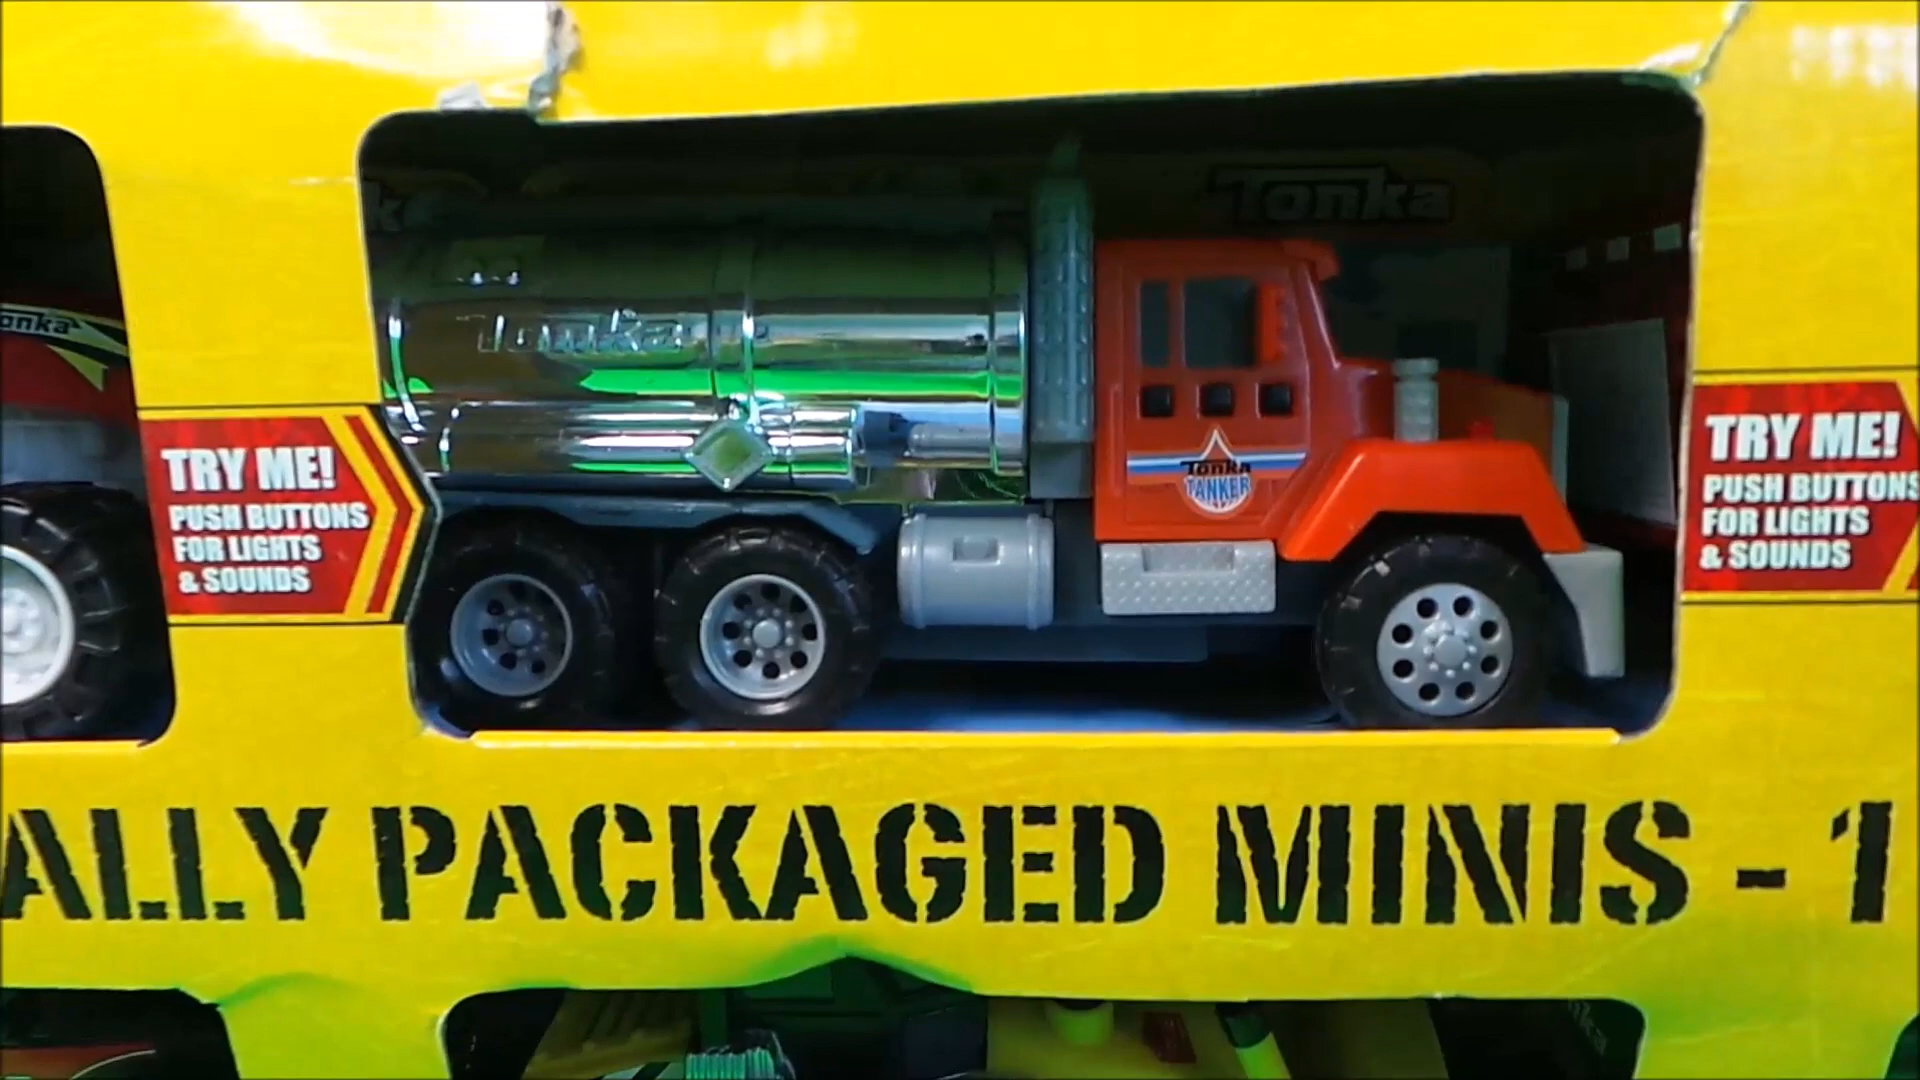 Tonka
Tonka
TRY ME!
PUSH BUTTONS
FOR LIGHTS
& SOUNDS
Tonka
TANKER
TRY ME!
PUSH BUTTONS
FOR LIGHTS
& SOUNDS
onka
ALLY PACKAGED MINIS - 1